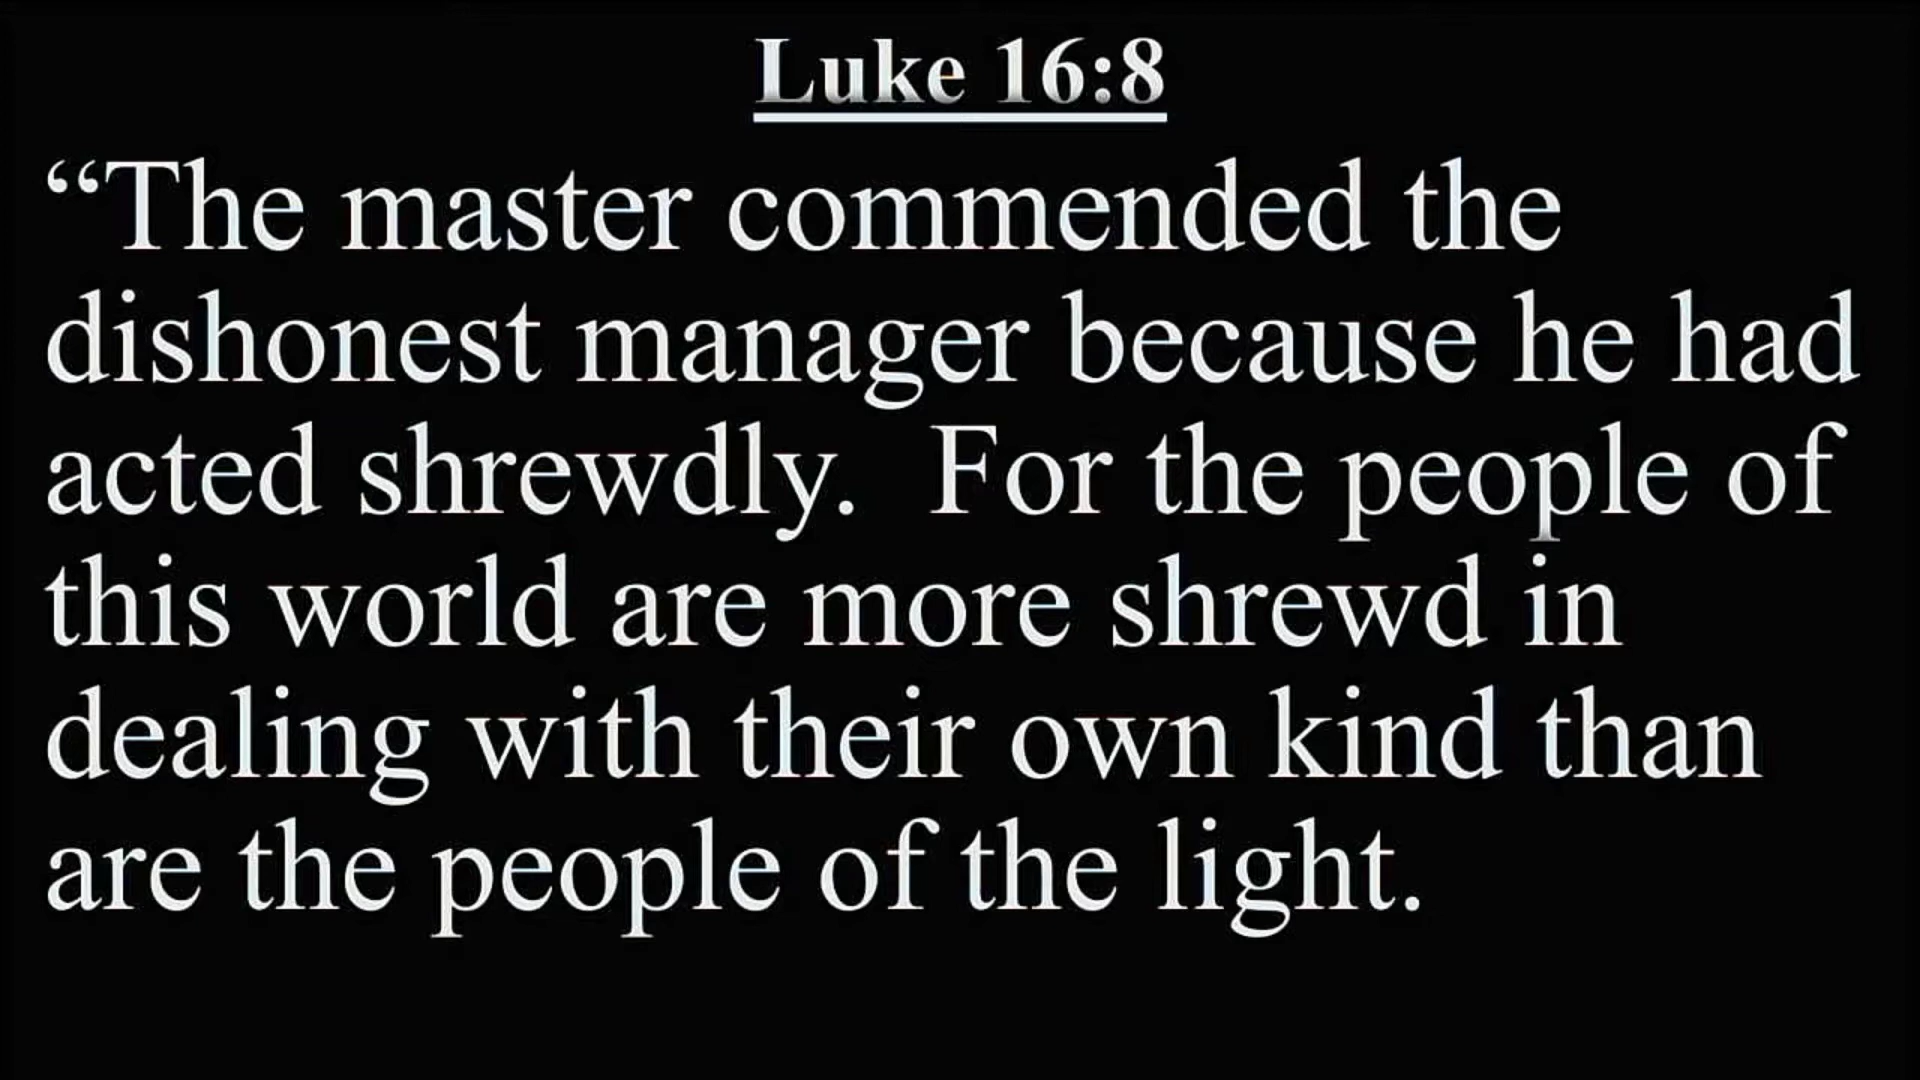 Luke 16:8
“The master commended the
dishonest manager because he had
acted shrewdly.  For the people of
this world are more shrewd in
dealing with their own kind than
are the people of the light.